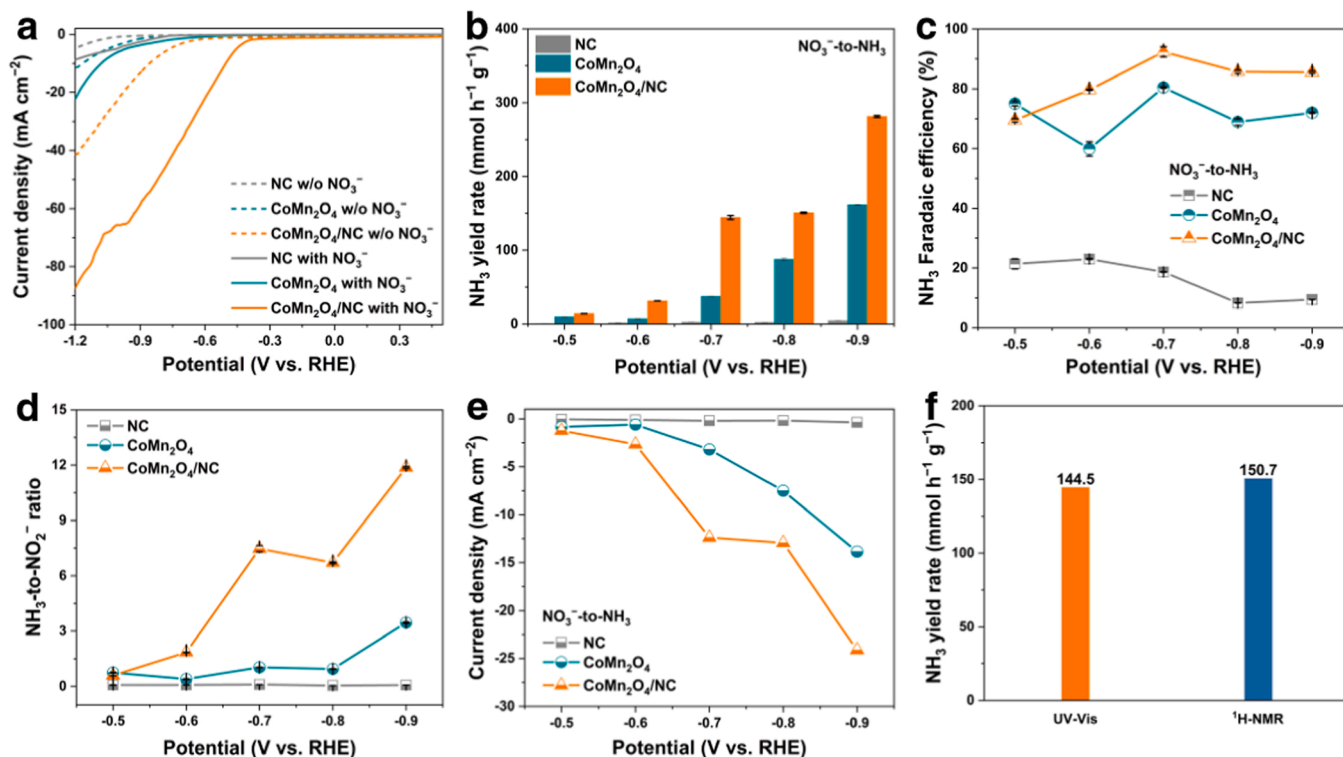 a
Current density (mA cm⁻²)
0
-20
-40
-60
-80
-100
-1.2
-0.9
-0.6
-0.3
0.0
0.3
Potential (V vs. RHE)
NC w/o NO₃⁻
CoMn₂O₄ w/o NO₃⁻
CoMn₂O₄/NC w/o NO₃⁻
NC with NO₃⁻
CoMn₂O₄ with NO₃⁻
CoMn₂O₄/NC with NO₃⁻
b
NH₃ yield rate (mmol h⁻¹ g⁻¹)
400
300
200
100
0
-0.5
-0.6
-0.7
-0.8
-0.9
Potential (V vs. RHE)
NC
CoMn₂O₄
CoMn₂O₄/NC
NO₃⁻-to-NH₃
c
NH₃ Faradaic efficiency (%)
100
80
60
40
20
0
-0.5
-0.6
-0.7
-0.8
-0.9
Potential (V vs. RHE)
NO₃⁻-to-NH₃
NC
CoMn₂O₄
CoMn₂O₄/NC
d
NH₃-to-NO₂⁻ ratio
15
12
9
6
3
0
-0.5
-0.6
-0.7
-0.8
-0.9
Potential (V vs. RHE)
NC
CoMn₂O₄
CoMn₂O₄/NC
e
Current density (mA cm⁻²)
0
-5
-10
-15
-20
-25
-30
-0.5
-0.6
-0.7
-0.8
-0.9
Potential (V vs. RHE)
NO₃⁻-to-NH₃
NC
CoMn₂O₄
CoMn₂O₄/NC
f
NH₃ yield rate (mmol h⁻¹ g⁻¹)
200
150
100
50
0
144.5
150.7
UV-Vis
¹H-NMR